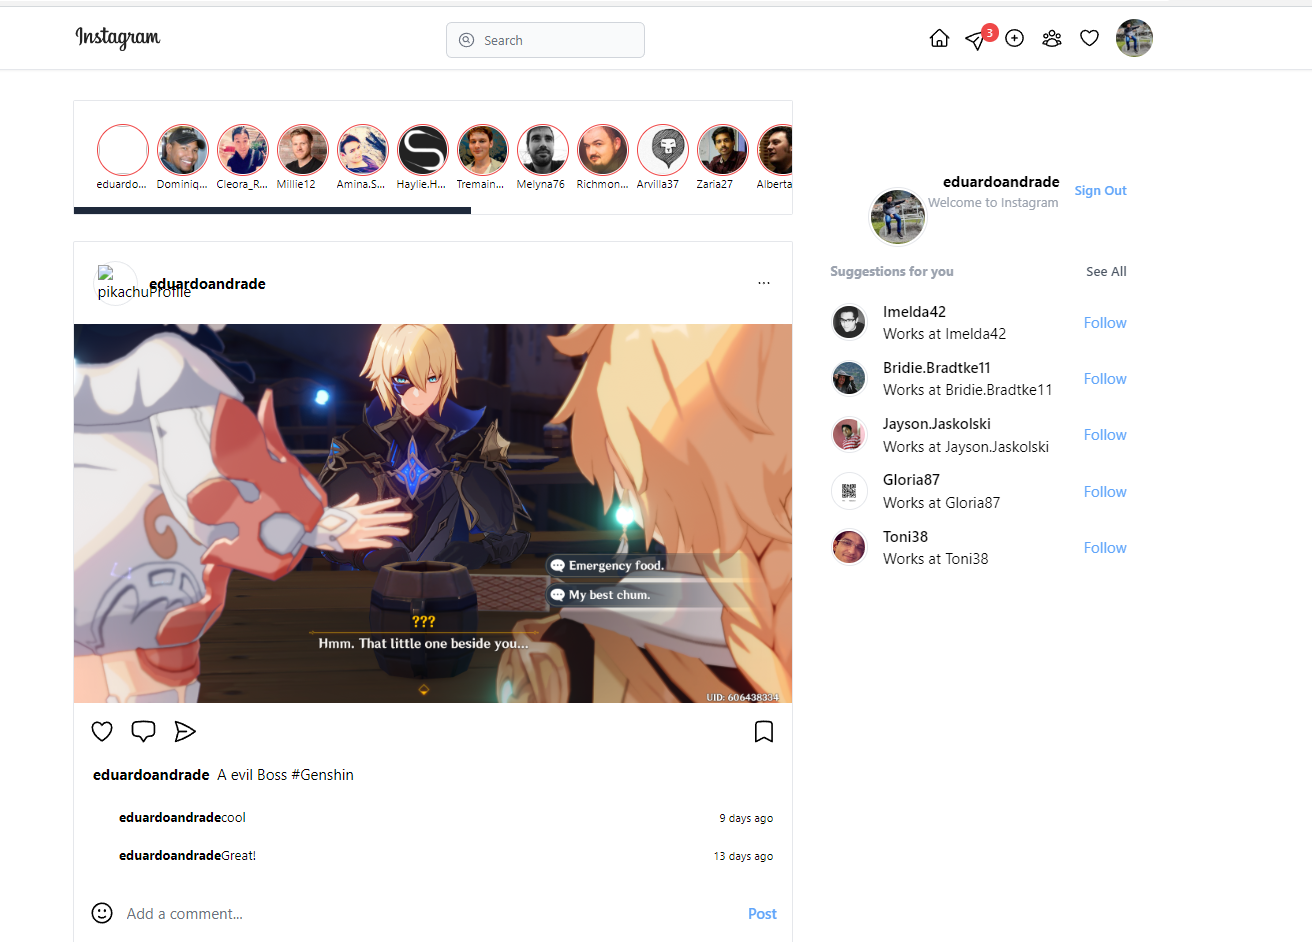 Instagram
Search
3
eduardo...
Dominiq...
Cleora_R...
Millie12
Amina.S...
Haylie.H...
Tremain...
Melyna76
Richmon...
Arvilla37
Zaria27
Alberta
eduardoandrade
Welcome to Instagram
Sign Out
Suggestions for you
See All
Imelda42
Works at Imelda42
Follow
Bridie.Bradtke11
Works at Bridie.Bradtke11
Follow
Jayson.Jaskolski
Works at Jayson.Jaskolski
Follow
Gloria87
Works at Gloria87
Follow
Toni38
Works at Toni38
Follow
pikachuProfile
eduardoandrade
...
Emergency food.
My best chum.
???
Hmm. That little one beside you...
UID: 606438334
eduardoandrade A evil Boss #Genshin
eduardoandradecool 9 days ago
eduardoandradeGreat! 13 days ago
Add a comment... Post